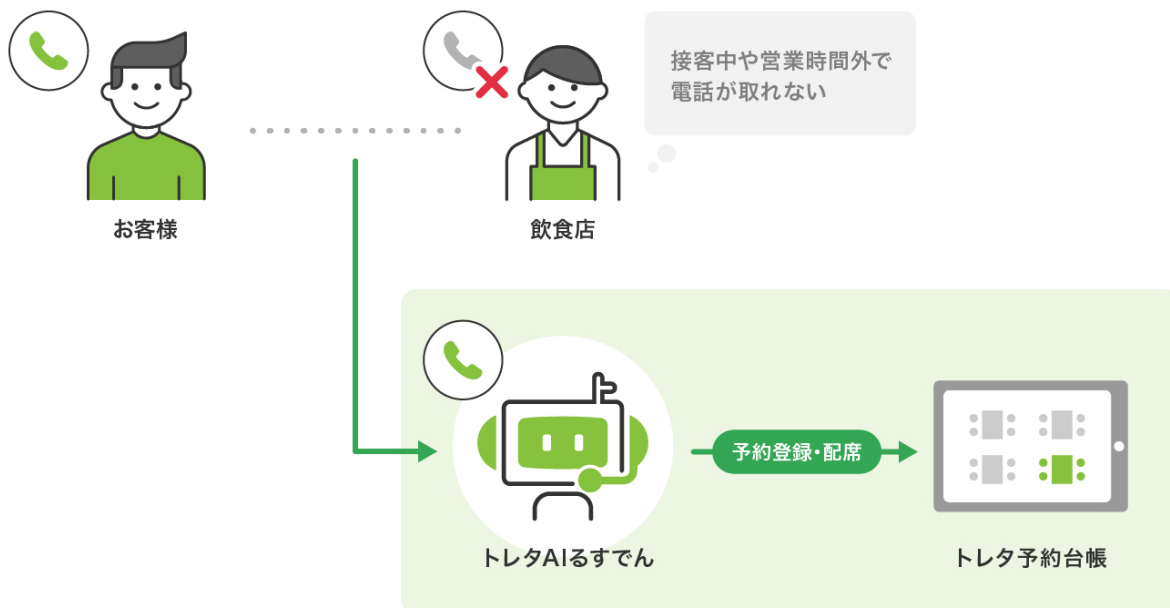 接客中や営業時間外で
電話が取れない
お客様
飲食店
予約登録・配席
トレタAIるすでん
トレタ予約台帳